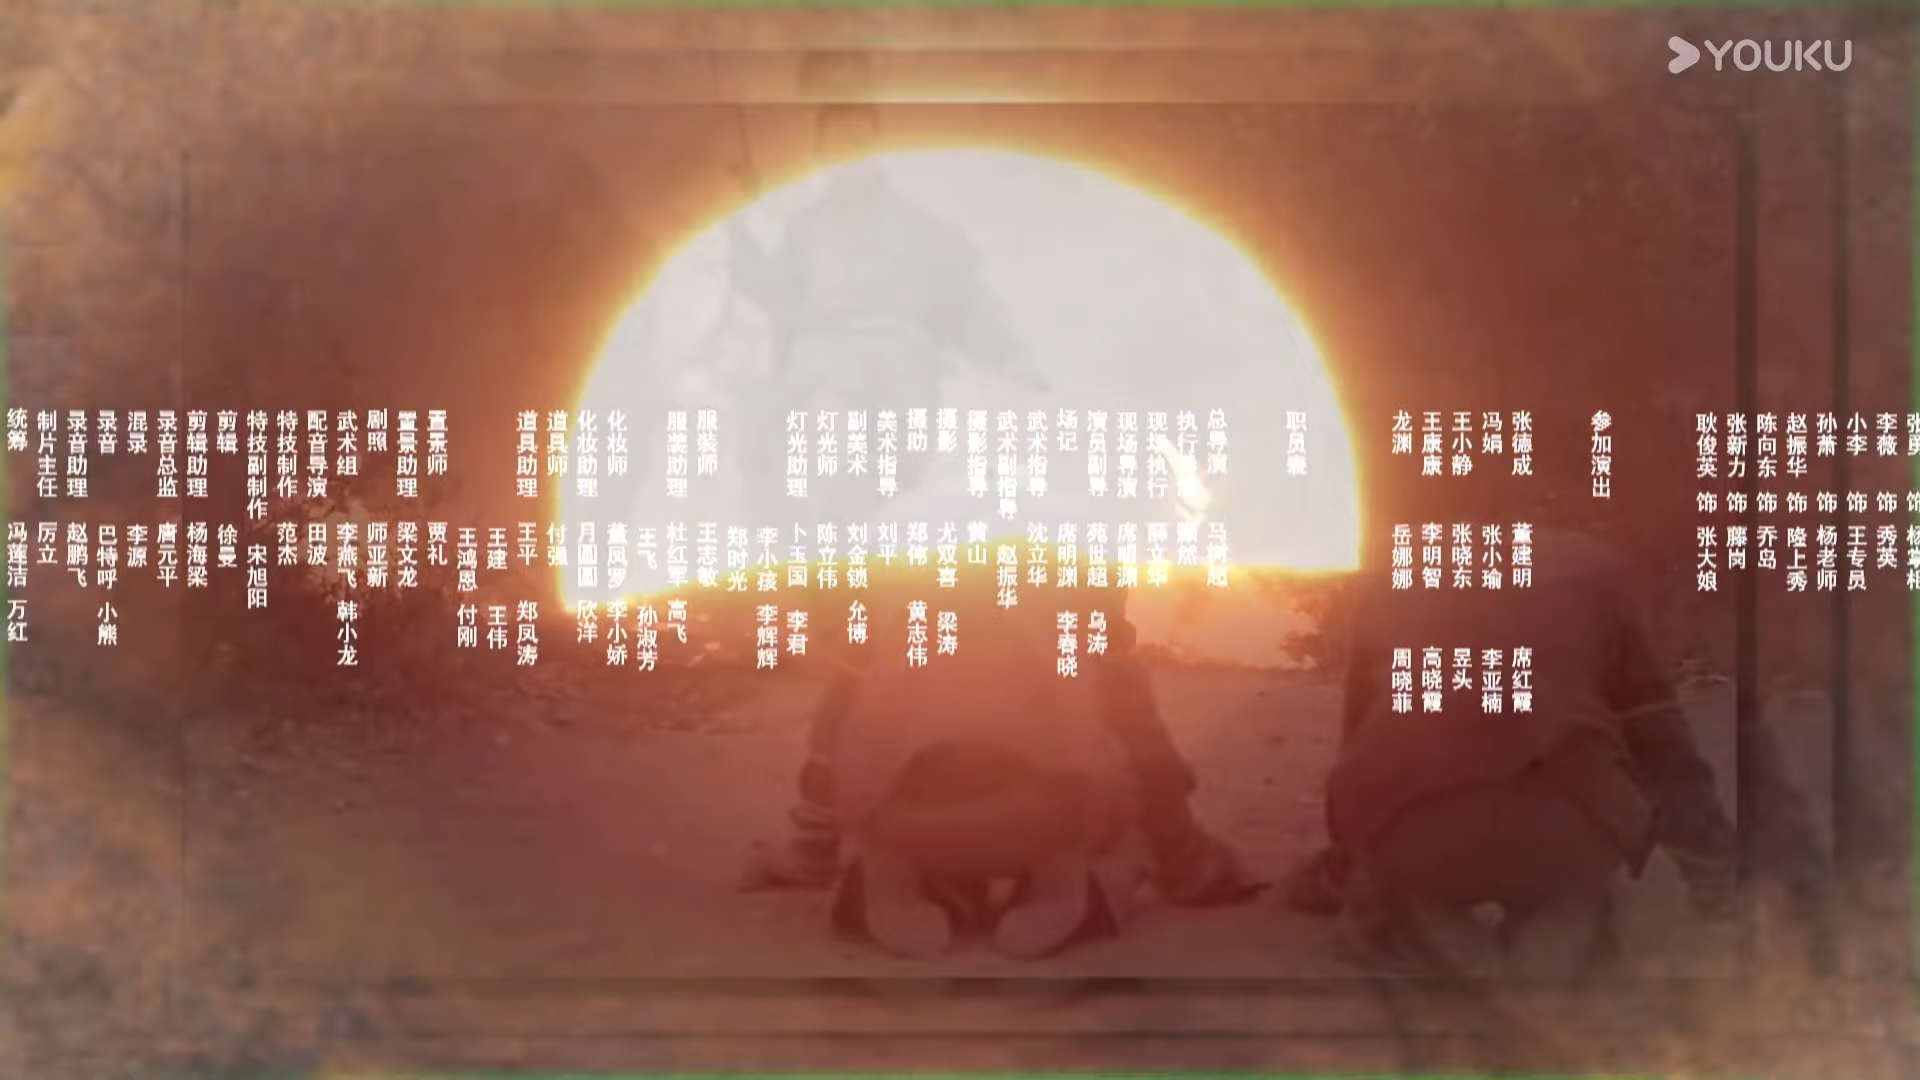 YOUKU
李薇 饰 秀英
小李 饰 王专员
孙萧 饰 杨老师
赵振华 饰 隆上秀
陈向东 饰 乔岛
张新力 饰 藤岗
耿俊英 饰 张大娘
参加演出
张德成 董建明 席红霞
冯娟 张小瑜 李亚楠
王小静 张晓东 昱头
王康康 李明智 高晓霞
龙渊 岳娜娜 周晓菲
职员表
总导演 马树超
现场执行 薛文华
现场导演 席明渊
演员副导 苑世超 乌涛
场记 席明渊 李春晓
武术指导 沈立华
武术副指导 赵振华
摄影指导 黄山
摄影 尤双喜 梁涛
摄助 郑伟 黄志伟
美术指导 刘平
副美术 刘金锁 允博
灯光师 陈立伟
灯光助理 卜玉国 李君
李小孩 李辉辉
郑时光
服装师 王志敏
服装助理 杜红军 高飞
王飞 孙淑芳
化妆师 董凤罗 李小娇
化妆助理 月圆圆 欣洋
道具师 付强
道具助理 王平 郑凤涛
王建 王伟
王鸿恩 付刚
置景师 贾礼
置景助理 梁文龙
剧照 师亚新
武术组 李燕飞 韩小龙
配音导演 田波
特技制作 范杰
特技副制作 宋旭阳
剪辑 徐曼
剪辑助理 杨海梁
录音总监 唐元平
混录 李源
录音 巴特呼 小熊
录音助理 赵鹏飞
制片主任 厉立
统筹 冯莲洁 万红